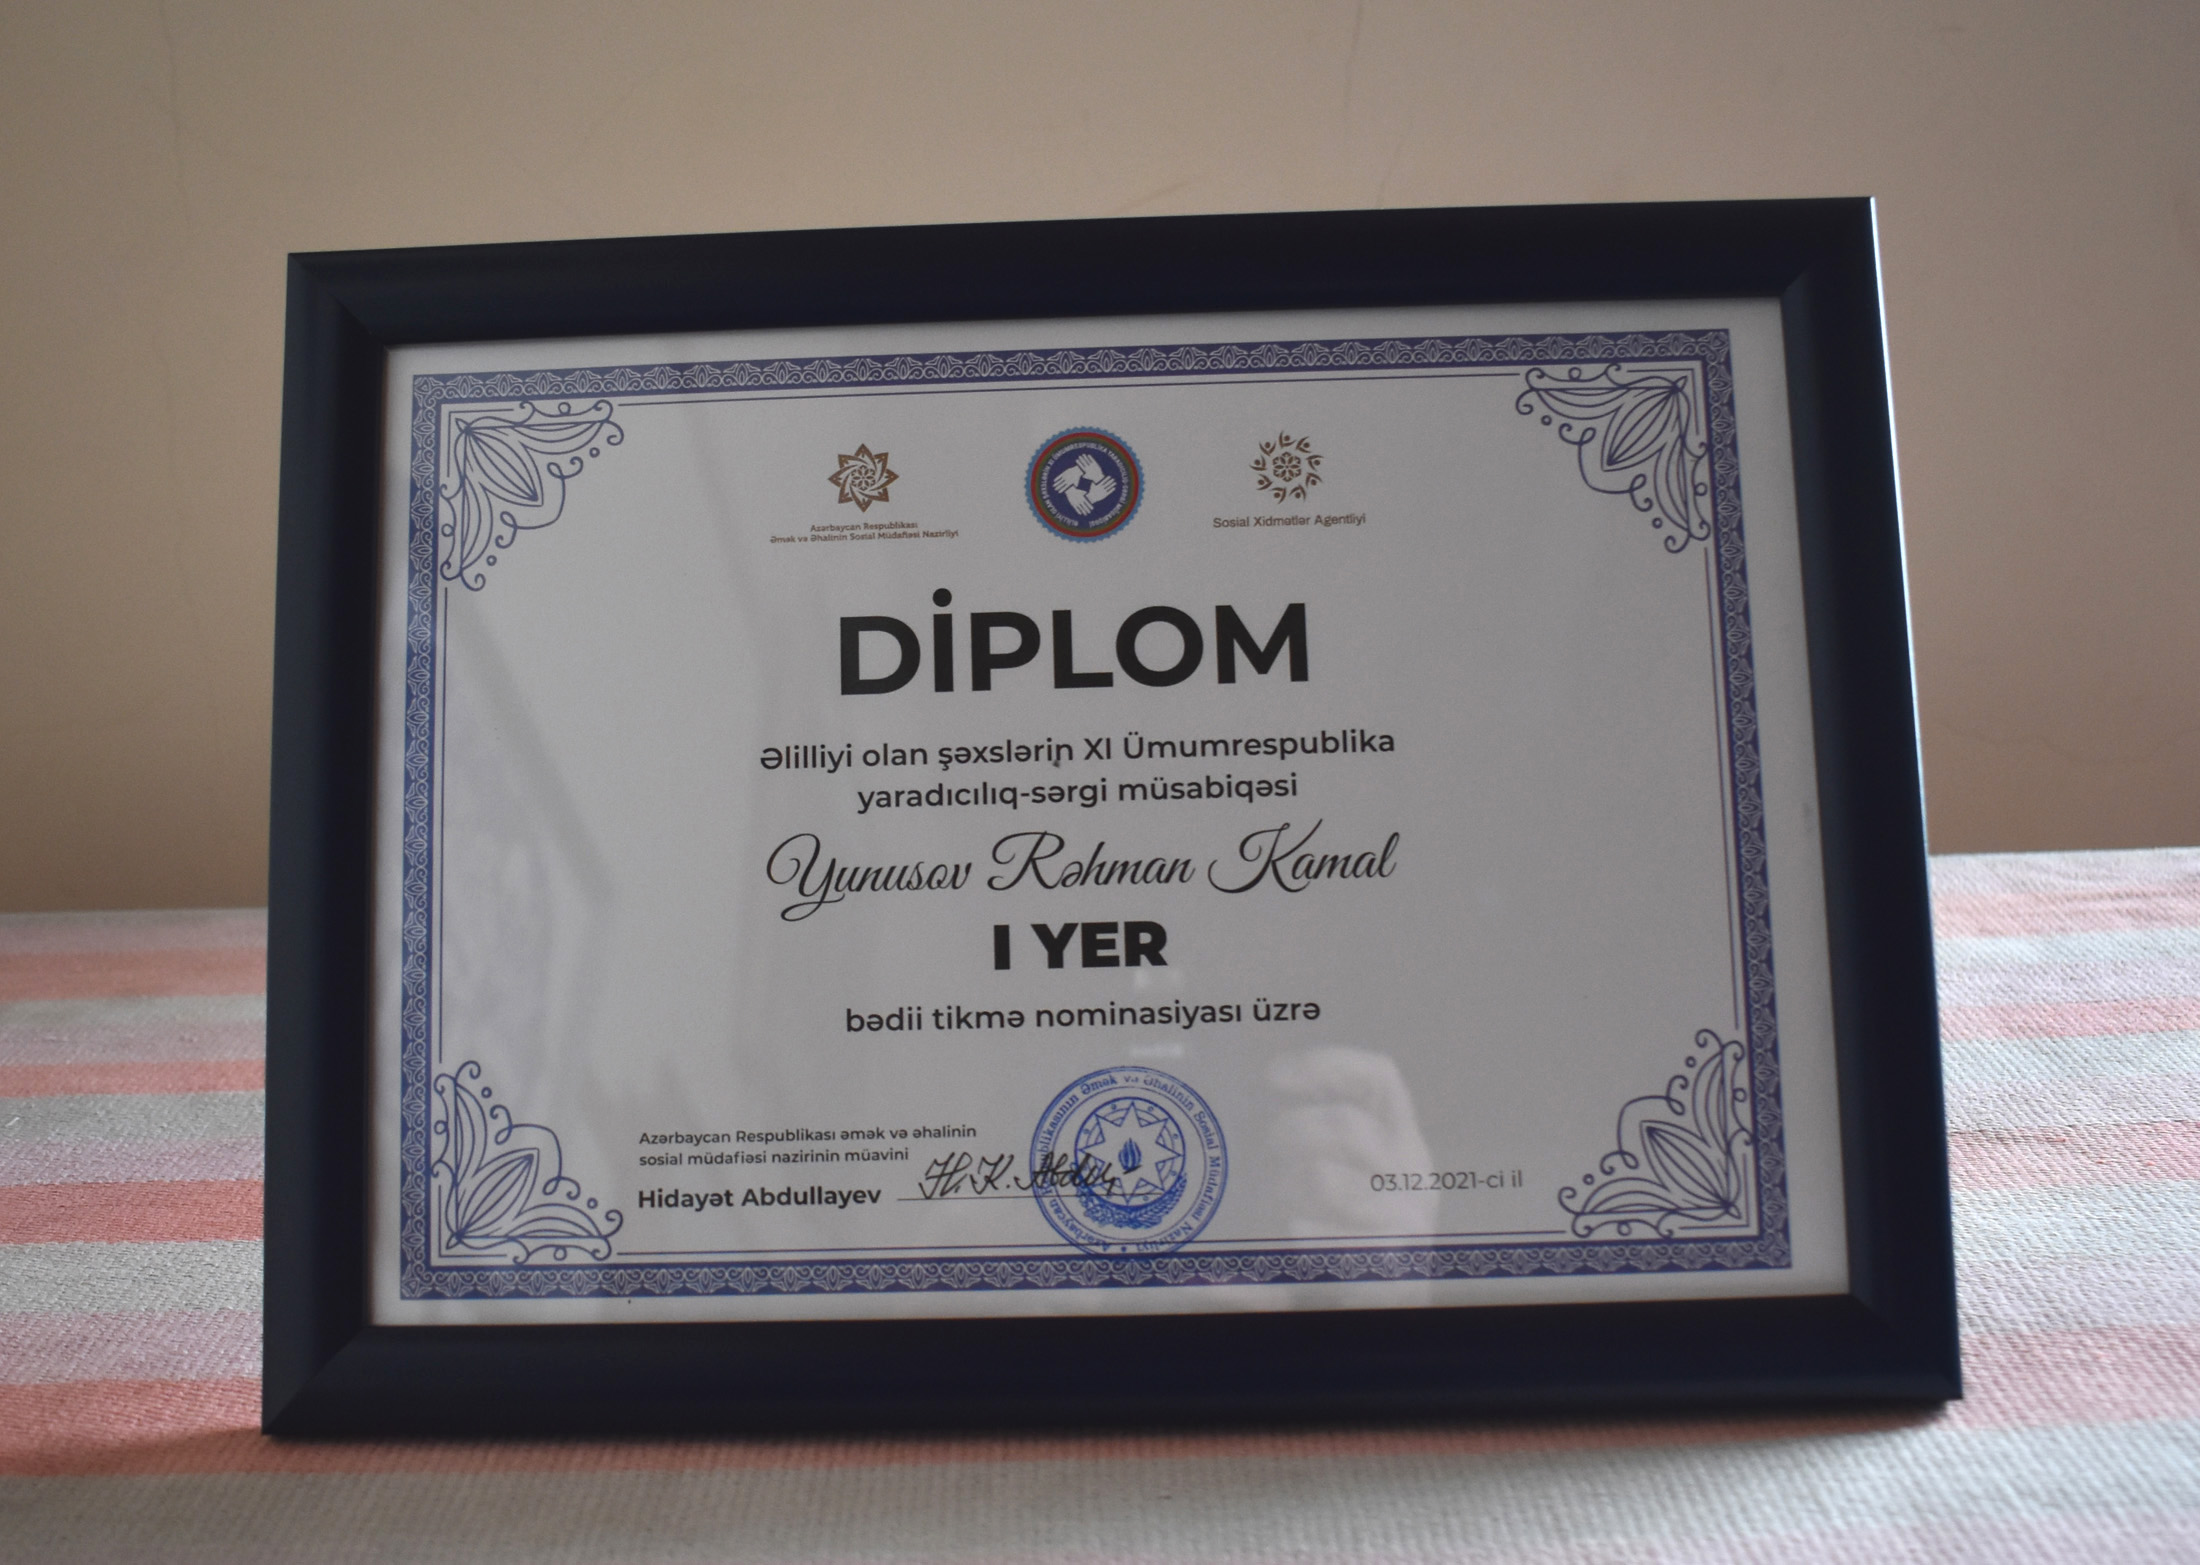 Azərbaycan Respublikası
Əmək və Əhalinin Sosial Müdafiəsi Nazirliyi
Sosial Xidmətlər Agentliyi
DİPLOM
Əlilliyi olan şəxslərin XI Ümumrespublika
yaradıcılıq-sərgi müsabiqəsi
Yunusov Rəhman Kamal
I YER
bədii tikmə nominasiyası üzrə
Azərbaycan Respublikası əmək və əhalinin
sosial müdafiəsi nazirinin müavini
Hidayət Abdullayev
03.12.2021-ci il